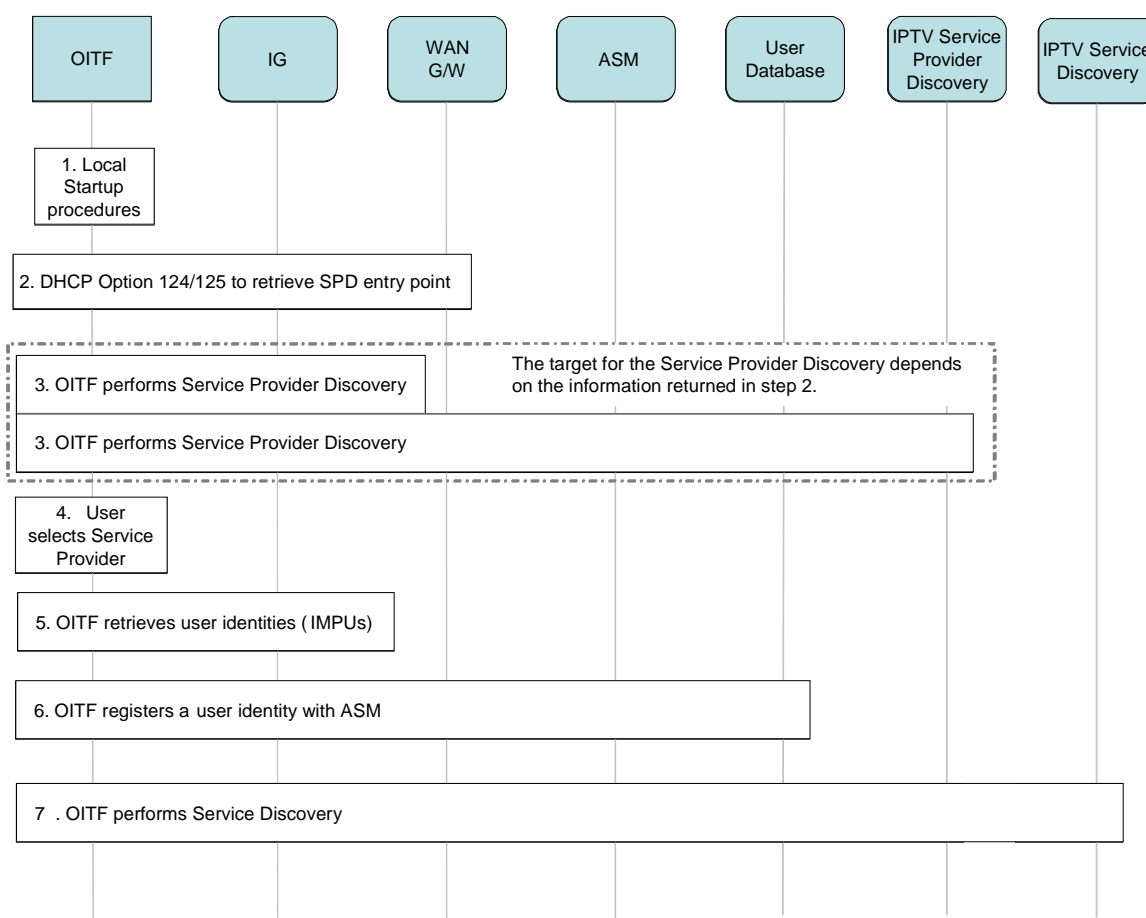 OITF
IG
WAN
G/W
ASM
User
Database
IPTV Service
Provider
Discovery
IPTV Service
Discovery
1. Local
Startup
procedures
2. DHCP Option 124/125 to retrieve SPD entry point
The target for the Service Provider Discovery depends
on the information returned in step 2.
3. OITF performs Service Provider Discovery
3. OITF performs Service Provider Discovery
4. User
selects Service
Provider
5. OITF retrieves user identities ( IMPUs)
6. OITF registers a user identity with ASM
7 . OITF performs Service Discovery